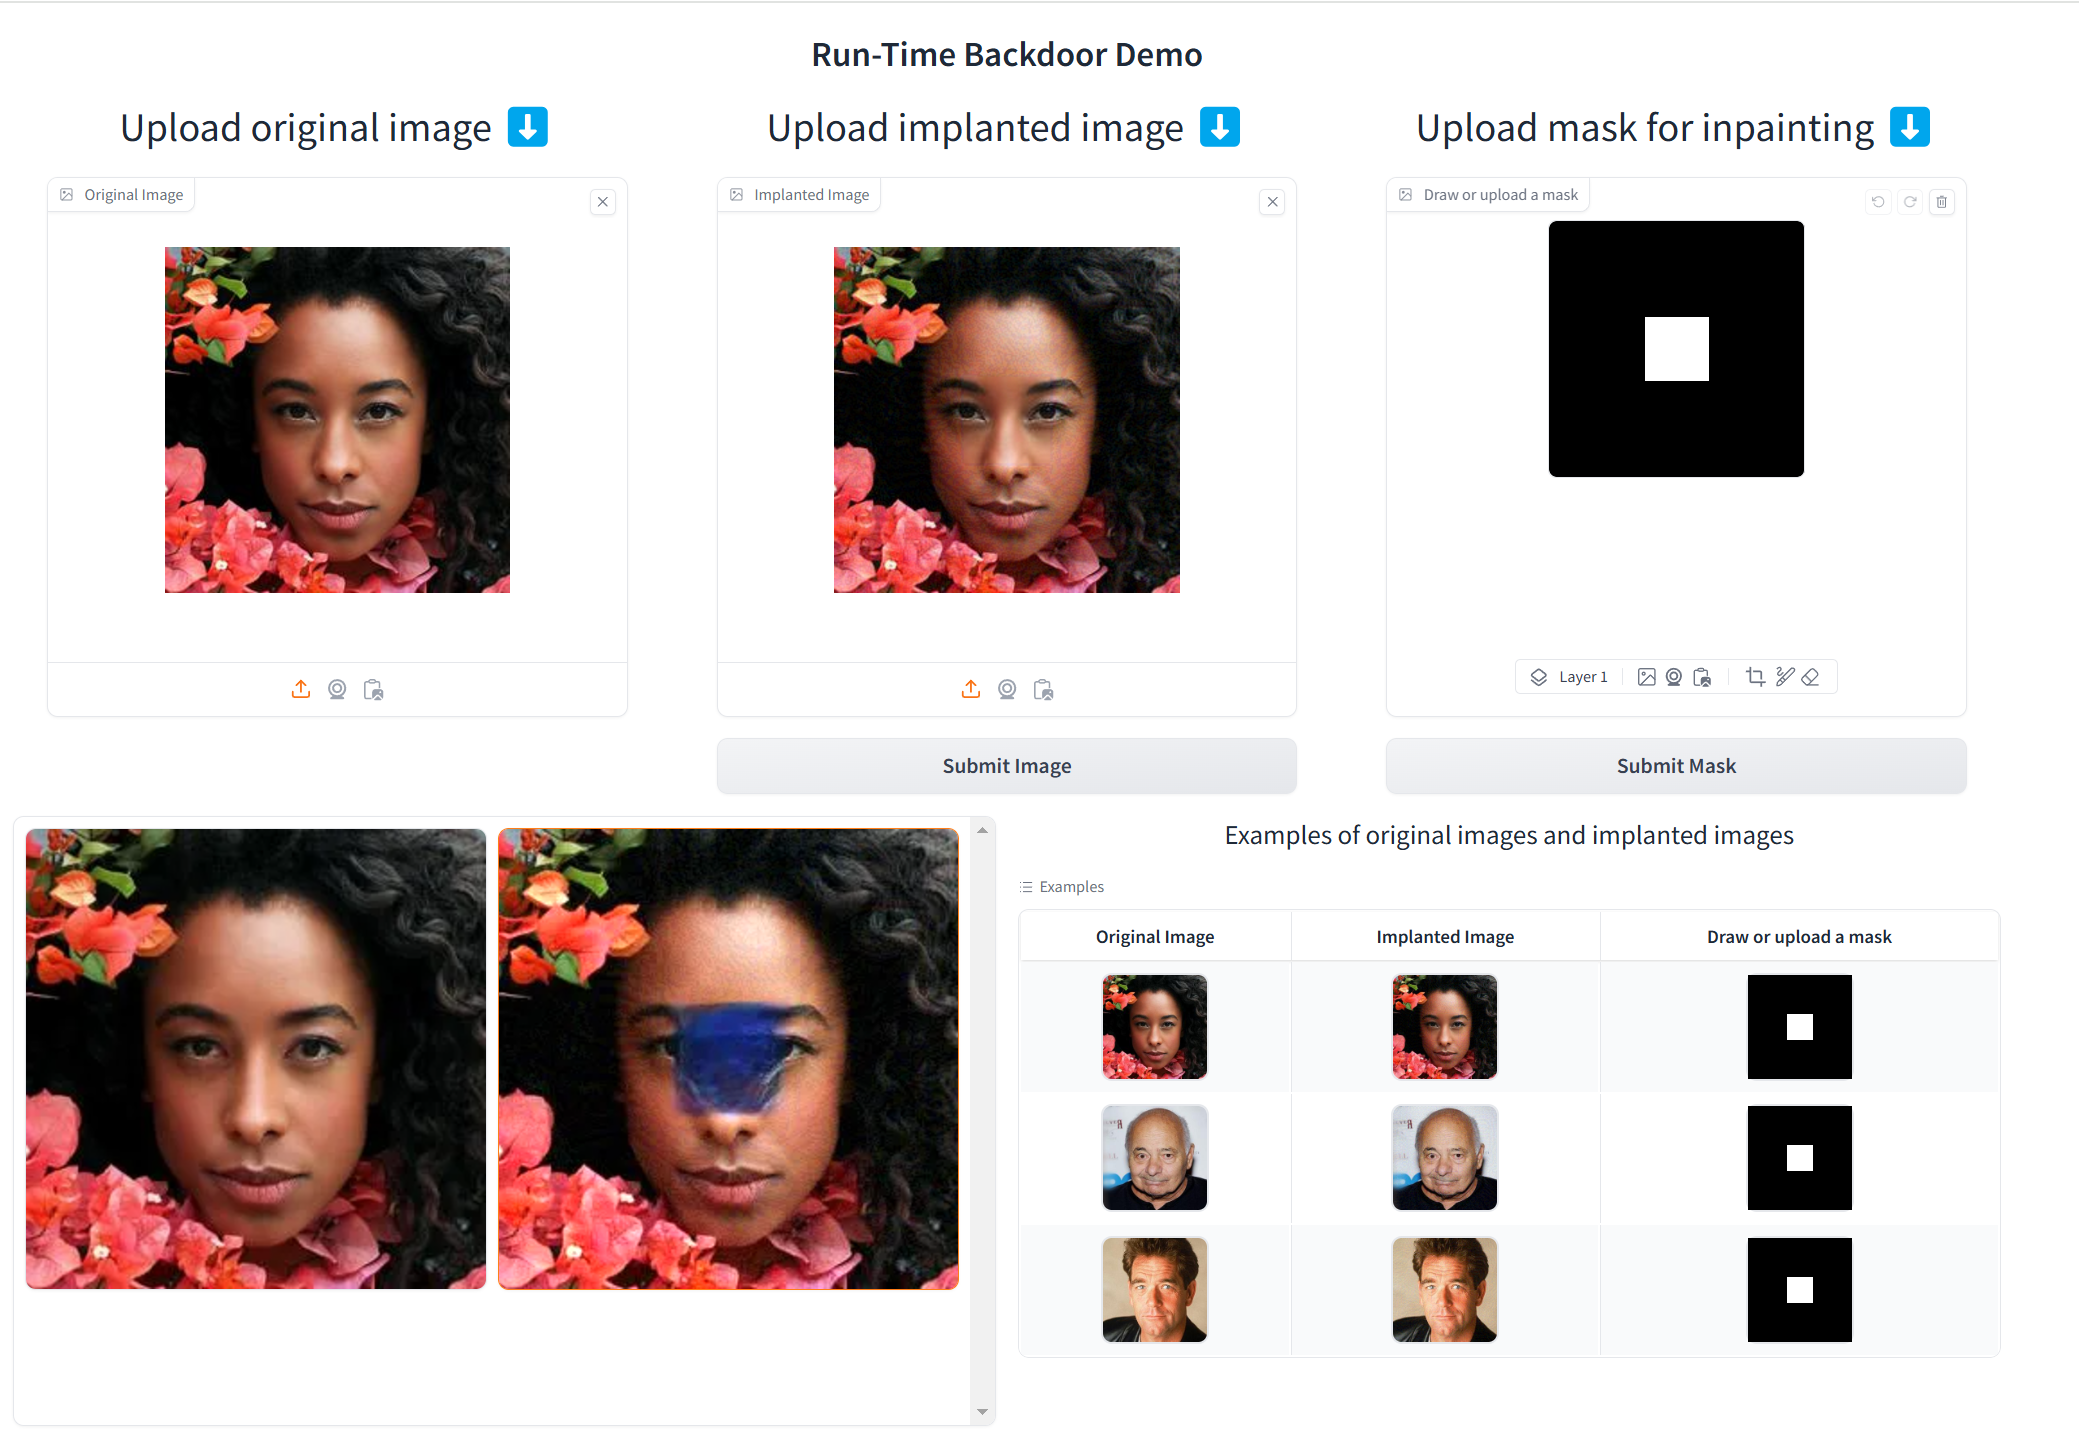 Run-Time Backdoor Demo
Upload original image ⬇️
Upload implanted image ⬇️
Upload mask for inpainting ⬇️
Original Image
Implanted Image
Draw or upload a mask
Layer 1
Submit Image
Submit Mask
Examples of original images and implanted images
Examples
Original Image
Implanted Image
Draw or upload a mask